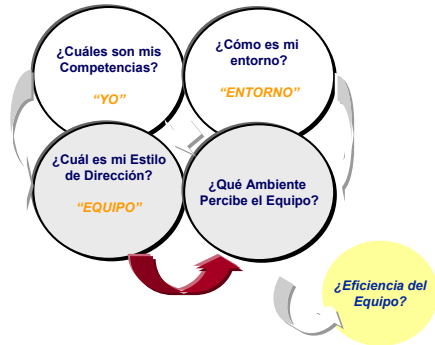 ¿Cuáles son mis
Competencias?
“YO”
¿Cómo es mi
entorno?
“ENTORNO”
¿Cuál es mi Estilo
de Dirección?
“EQUIPO”
¿Qué Ambiente
Percibe el Equipo?
¿Eficiencia del
Equipo?